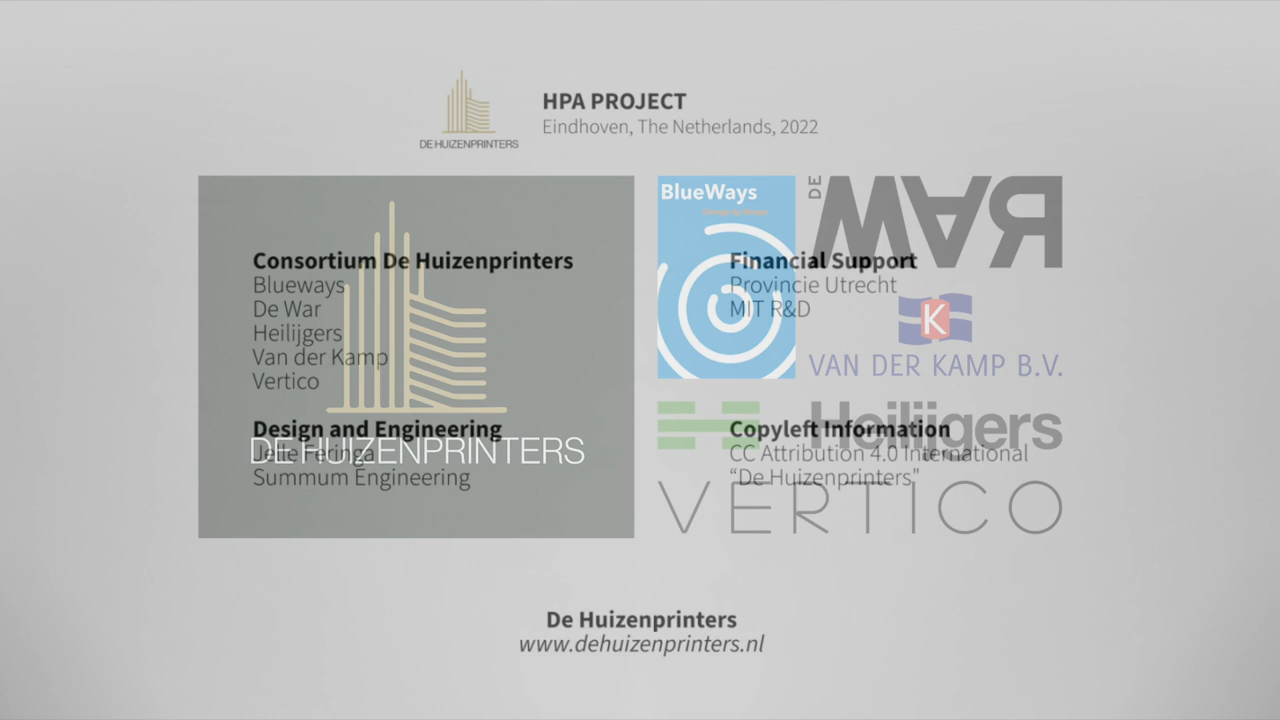 HPA PROJECT
Eindhoven, The Netherlands, 2022
DE HUIZENPRINTERS
Consortium De Huizenprinters
Blueways
De War
Heilijgers
Van der Kamp
Vertico
Design and Engineering
Jelle Feringa
Summum Engineering
DE HUIZENPRINTERS
BlueWays
DE
WAR
Financial Support
Provincie Utrecht
MIT R&D
K
VAN DER KAMP B.V.
Heilijgers
Copyleft Information
CC Attribution 4.0 International
“De Huizenprinters"
VERTICO
De Huizenprinters
www.dehuizenprinters.nl